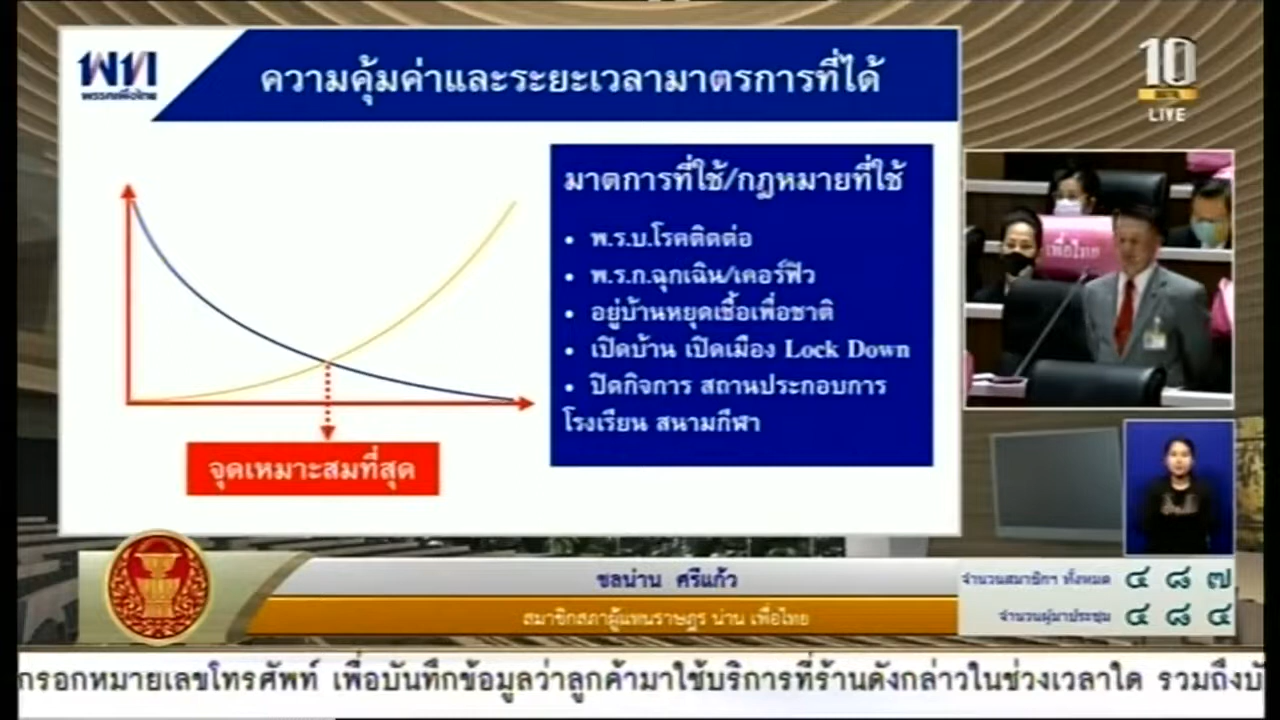 พท
พรรคเพื่อไทย
ความคุ้มค่าและระยะเวลามาตรการที่ได้
10
LIVE
มาตการที่ใช้/กฎหมายที่ใช้
• พ.ร.บ.โรคติดต่อ
• พ.ร.ก.ฉุกเฉิน/เคอร์ฟิว
• อยู่บ้านหยุดเชื้อเพื่อชาติ
• เปิดบ้าน เปิดเมือง Lock Down
• ปิดกิจการ สถานประกอบการ
โรงเรียน สนามกีฬา
จุดเหมาะสมที่สุด
เพื่อไทย
ชลน่าน ศรีแก้ว
สมาชิกสภาผู้แทนราษฎร น่าน เพื่อไทย
จำนวนสมาชิกฯ ทั้งหมด ๔ ๘ ๗
จำนวนผู้มาประชุม ๔ ๘ ๔
กรอกหมายเลขโทรศัพท์ เพื่อบันทึกข้อมูลว่าลูกค้ามาใช้บริการที่ร้านดังกล่าวในช่วงเวลาใด รวมถึงบั